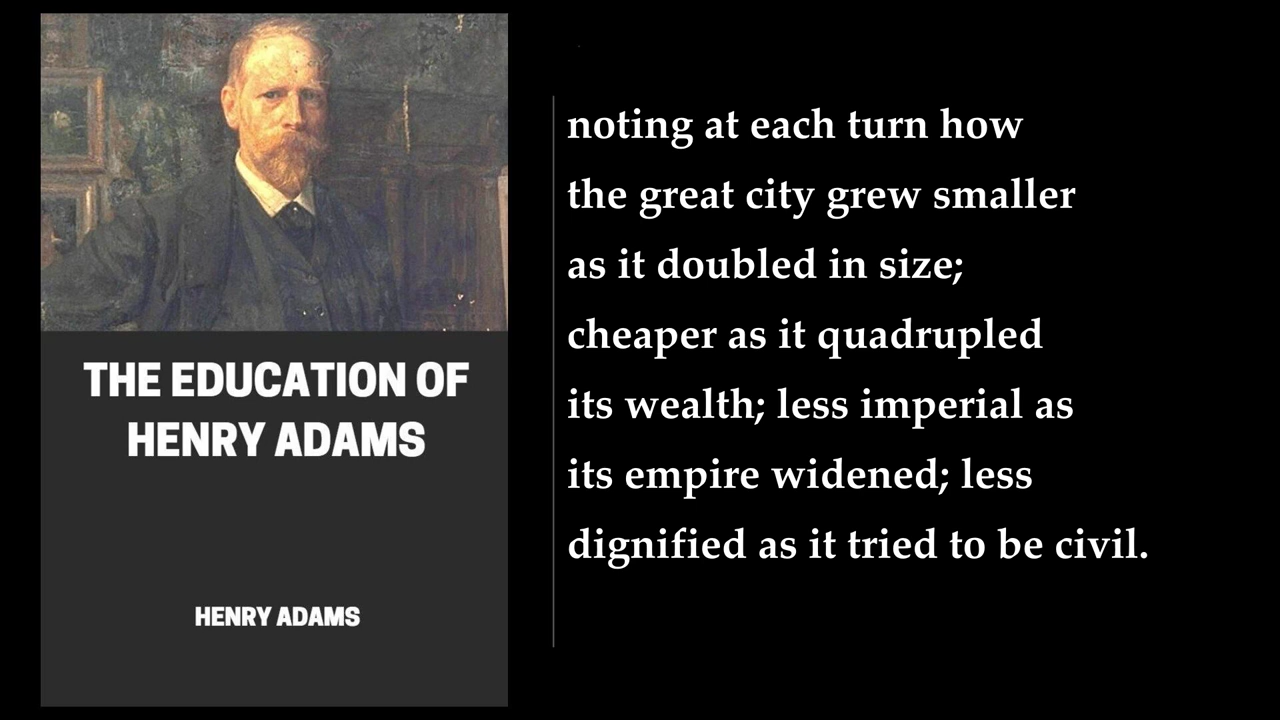 THE EDUCATION OF
HENRY ADAMS
HENRY ADAMS
noting at each turn how
the great city grew smaller
as it doubled in size;
cheaper as it quadrupled
its wealth; less imperial as
its empire widened; less
dignified as it tried to be civil.